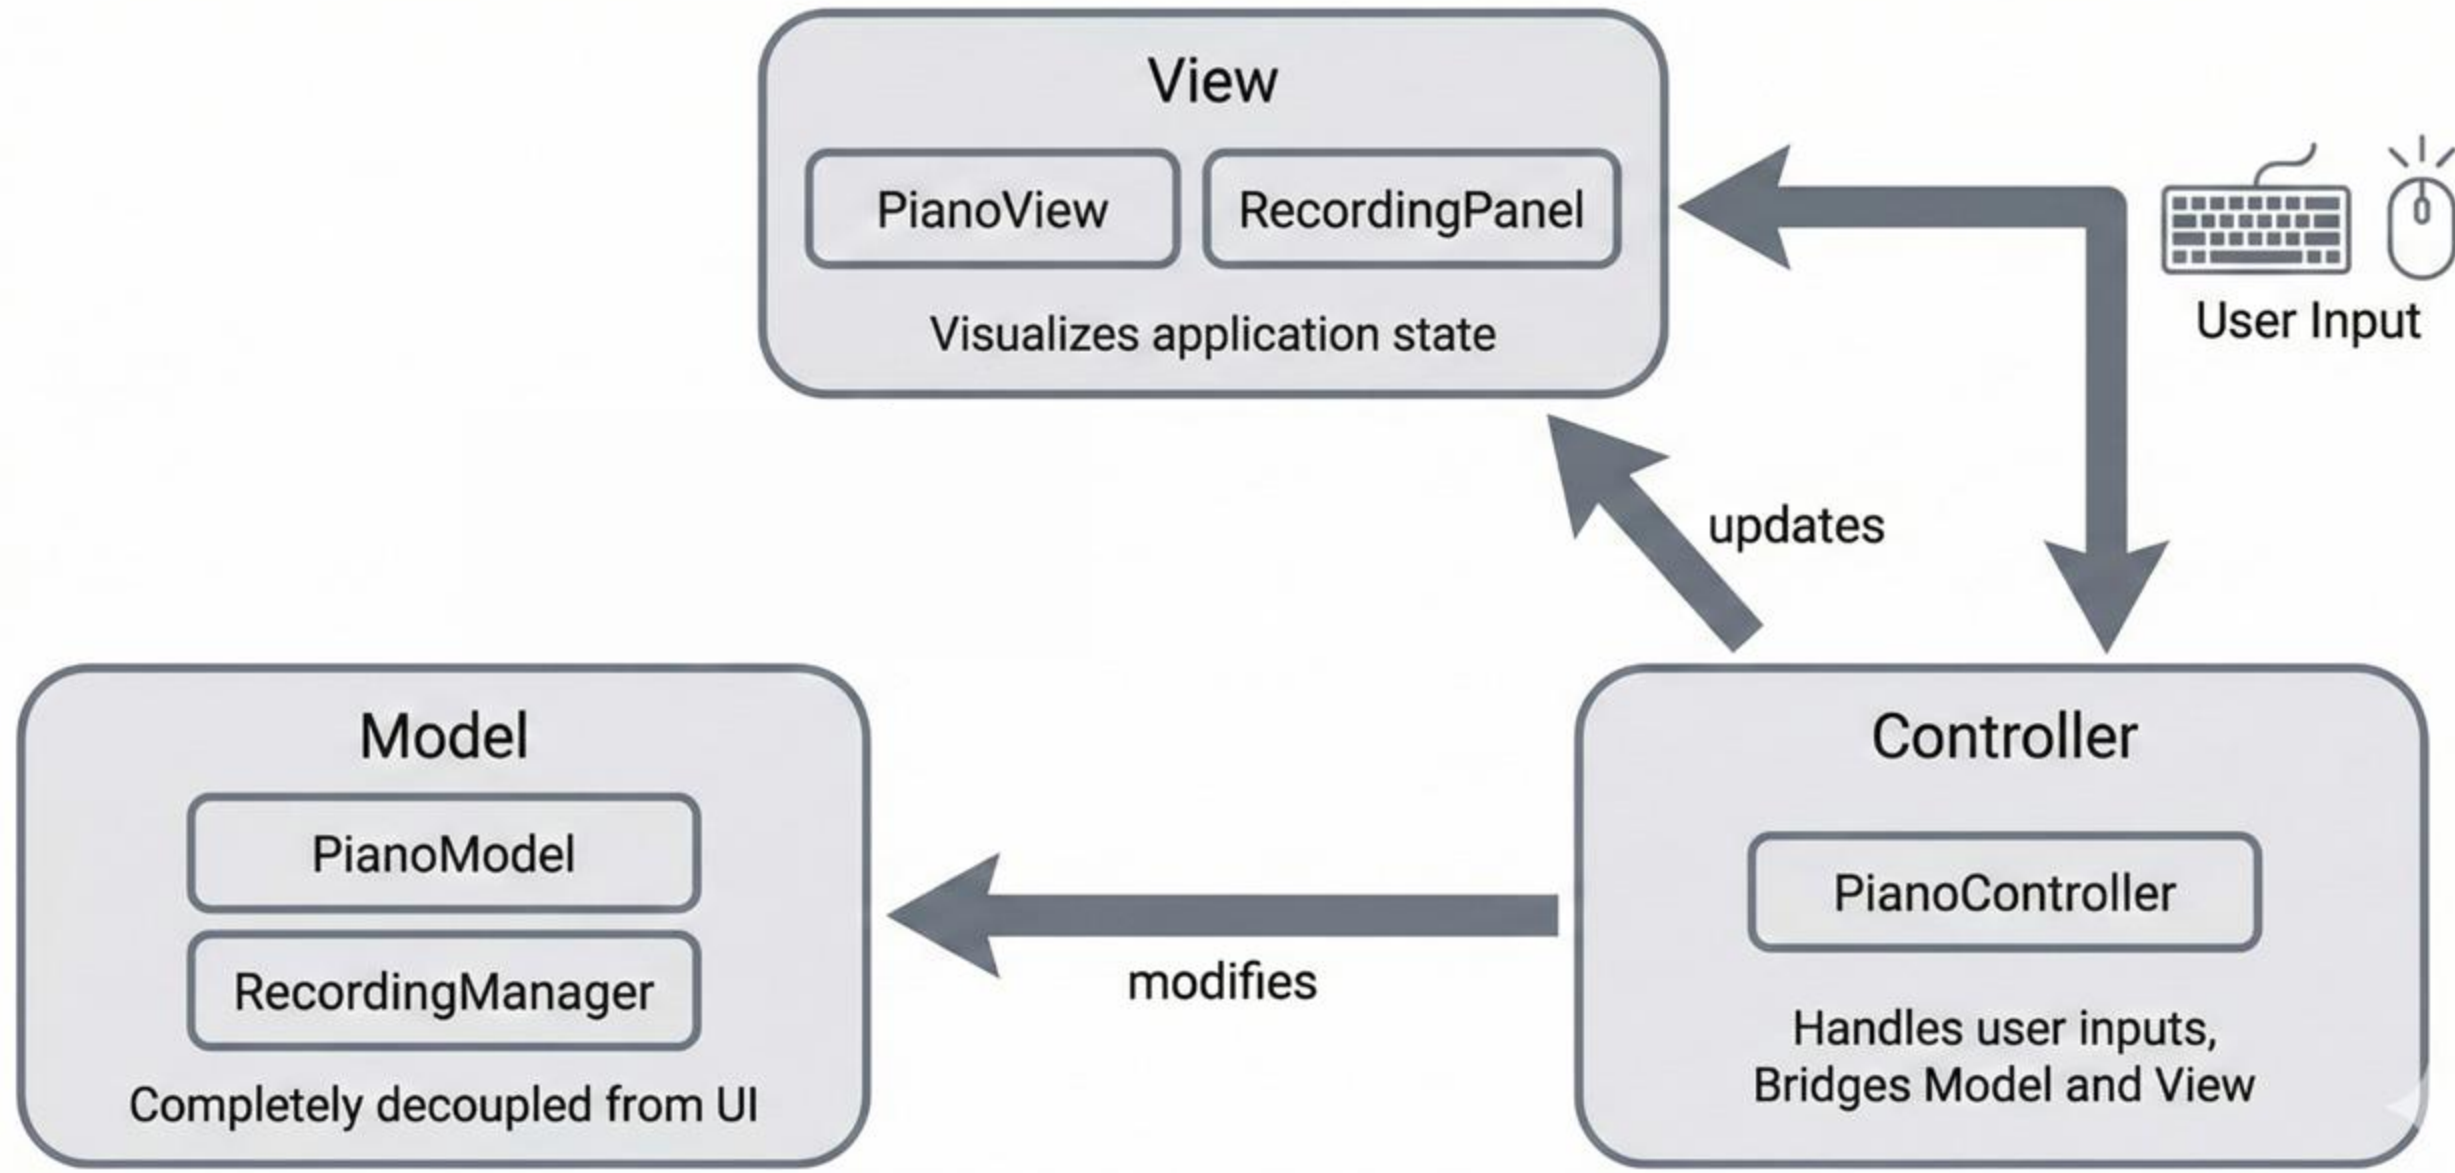 View
PianoView
RecordingPanel
Visualizes application state
User Input
updates
Model
PianoModel
RecordingManager
Completely decoupled from UI
modifies
Controller
PianoController
Handles user inputs,
Bridges Model and View